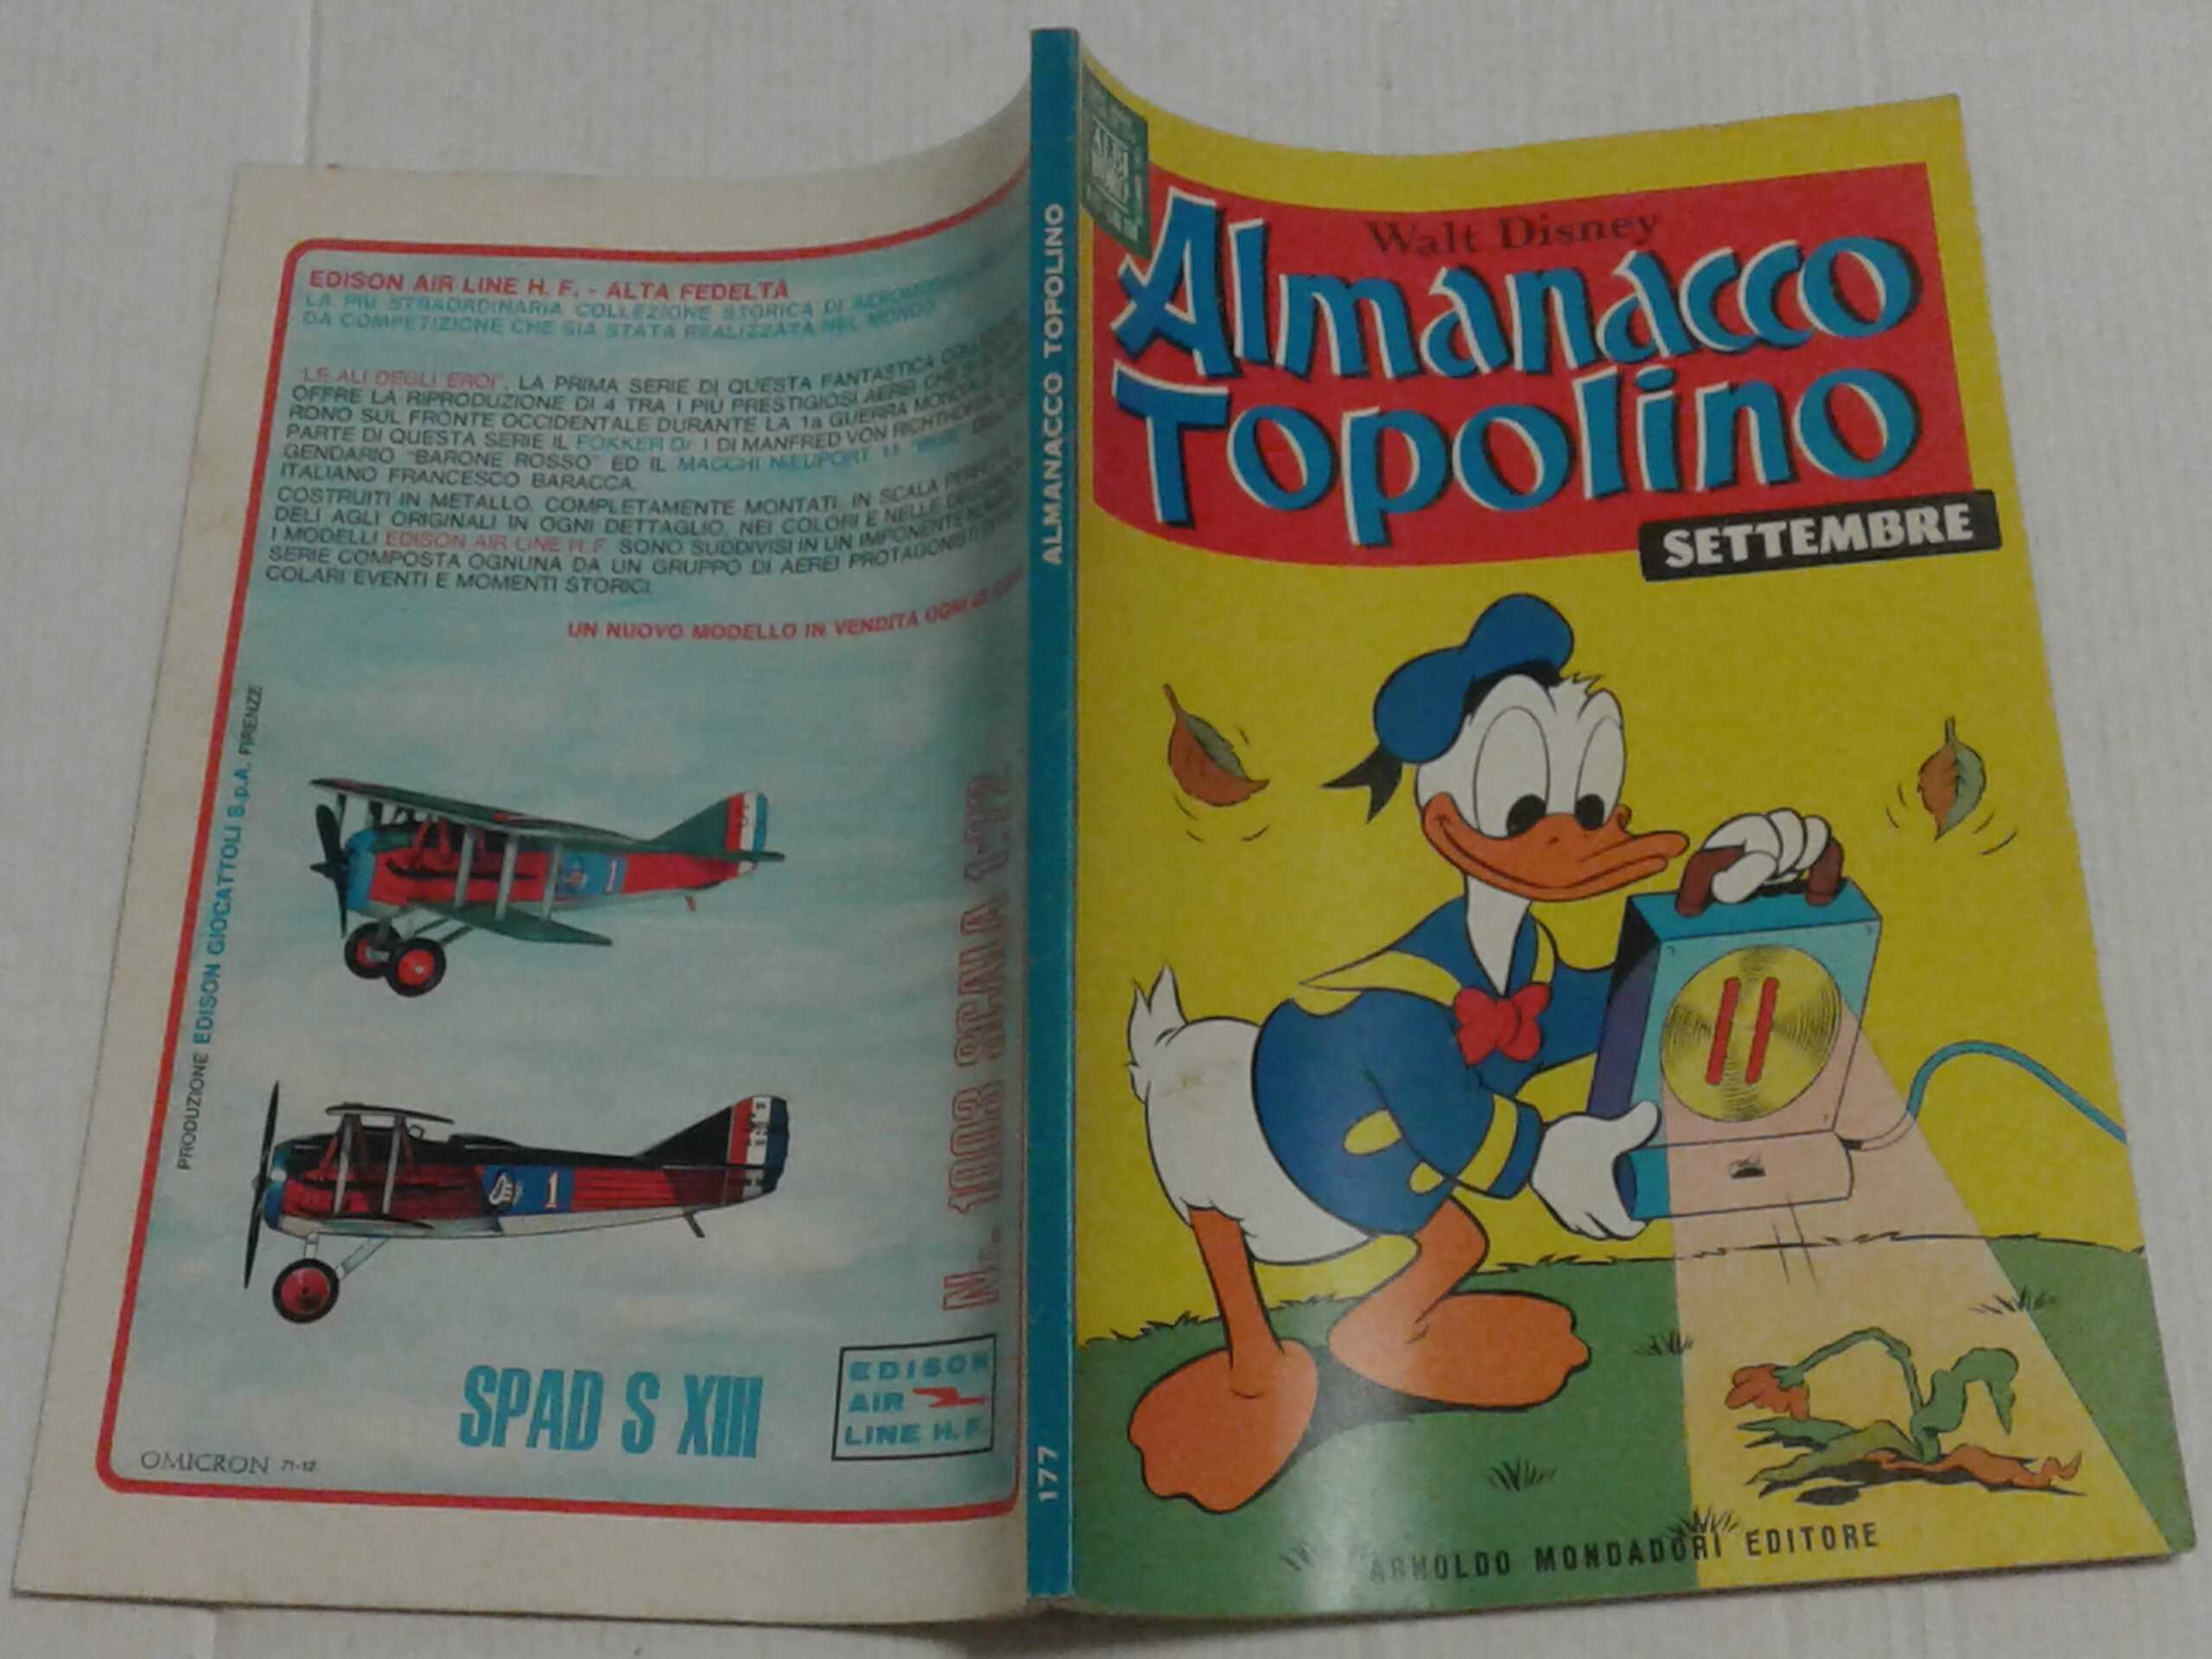 EDISON AIR LINE H. F. - ALTA FEDELTÀ
LA PIÙ STRAORDINARIA COLLEZIONE STORICA DI
DA COMPETIZIONE CHE SIA STATA REALIZZATA NEL MONDO
"LE ALI DEGLI EROI", LA PRIMA SERIE DI QUESTA FANTASTICA
OFFRE LA RIPRODUZIONE DI 4 TRA I PIÙ PRESTIGIOSI AEREI CHE
RONO SUL FRONTE OCCIDENTALE DURANTE LA 1a GUERRA
PARTE DI QUESTA SERIE IL FOKKER Dr. I DI MANFRED VON
GENDARIO "BARONE ROSSO" ED IL MACCHI NIEUPORT 11
ITALIANO FRANCESCO BARACCA.
COSTRUITI IN METALLO, COMPLETAMENTE MONTATI, IN SCALA
DELI AGLI ORIGINALI IN OGNI DETTAGLIO, NEI COLORI E NELLE
I MODELLI EDISON AIR LINE H.F. SONO SUDDIVISI IN UN IMPONENTE
SERIE COMPOSTA OGNUNA DA UN GRUPPO DI AEREI
COLARI EVENTI E MOMENTI STORICI.
UN NUOVO MODELLO IN VENDITA OGNI
PRODUZIONE EDISON GIOCATTOLI S.p.A. FIRENZE
1
1
N. 1003 SCALA 1:72
SPAD S XIII
EDISON
AIR
LINE H.F.
OMICRON 71-12
ALMANACCO TOPOLINO
177
ALBI
Walt Disney
Almanacco
Topolino
SETTEMBRE
ARNOLDO MONDADORI EDITORE